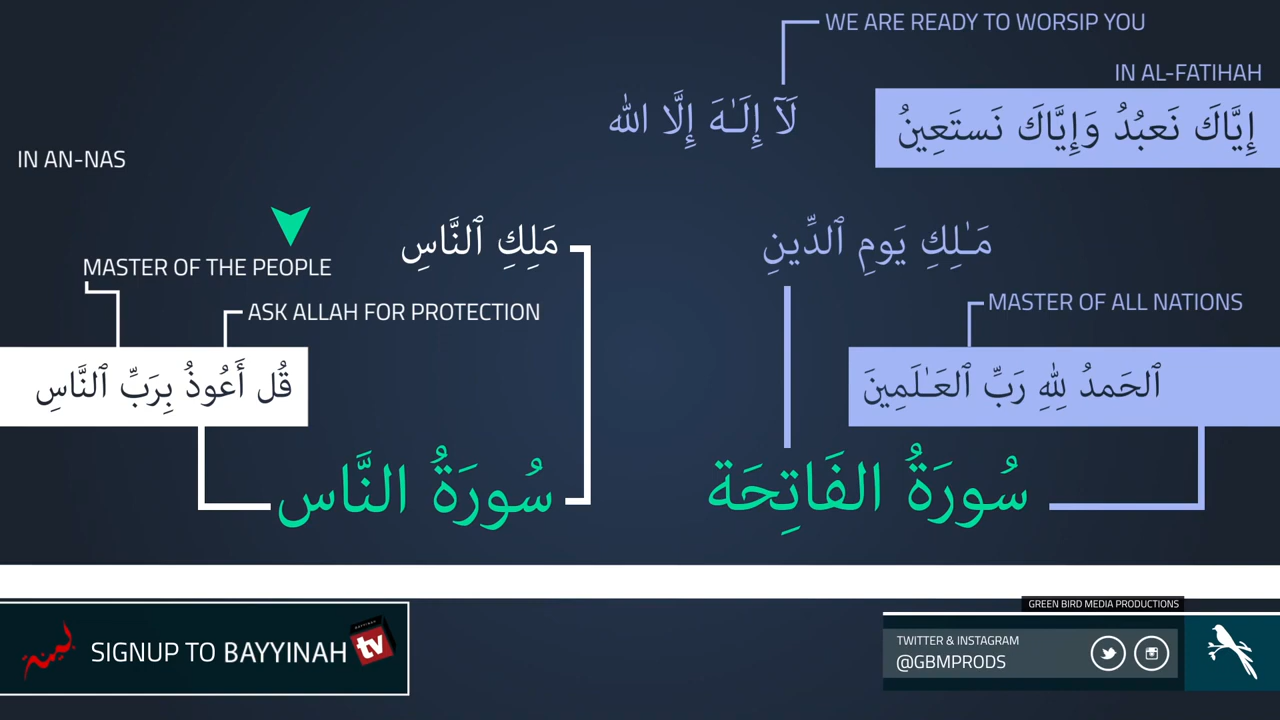 WE ARE READY TO WORSIP YOU
IN AL-FATIHAH
إِيَّاكَ نَعبُدُ وَإِيَّاكَ نَستَعِينُ
لَآ إِلَـٰهَ إِلَّا الله
IN AN-NAS
مَـٰلِكِ يَومِ ٱلدِّينِ
مَلِكِ ٱلنَّاسِ
MASTER OF THE PEOPLE
ASK ALLAH FOR PROTECTION
MASTER OF ALL NATIONS
ٱلحَمدُ لِلَّهِ رَبِّ ٱلعَـٰلَمِينَ
قُل أَعُوذُ بِرَبِّ ٱلنَّاسِ
سُورَةُ الفَاتِحَة
سُورَةُ النَّاس
GREEN BIRD MEDIA PRODUCTIONS
SIGNUP TO BAYYINAH tv
TWITTER & INSTAGRAM
@GBMPRODS